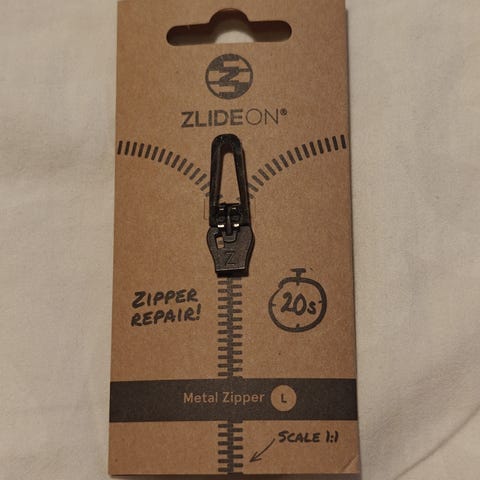 ZLIDEON®
Z
ZIPPER
REPAIR!
20s
Metal Zipper L
SCALE 1:1